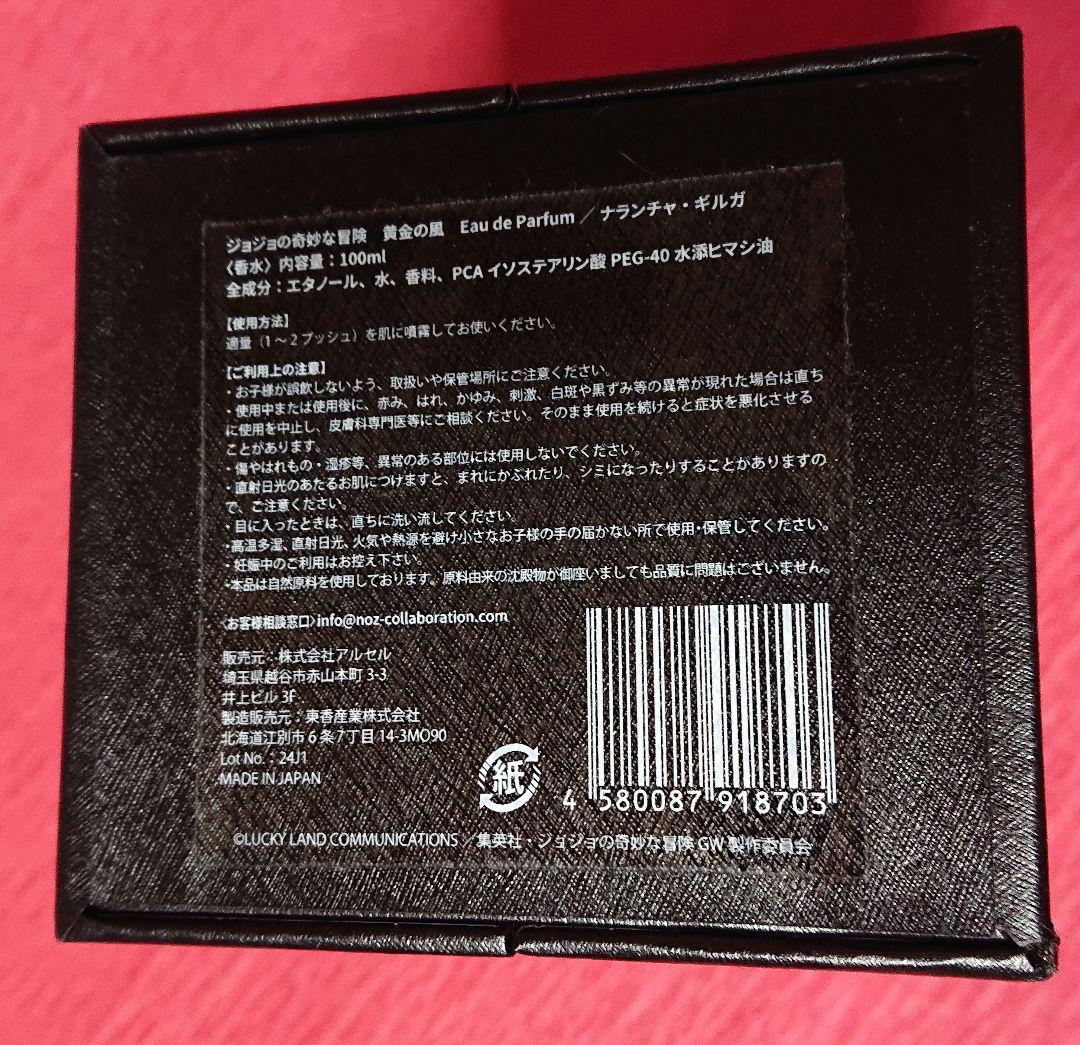 ジョジョの奇妙な冒険　黄金の風　Eau de Parfum ／ ナランチャ・ギルガ
〈香水〉内容量：100ml
全成分：エタノール、水、香料、PCA イソステアリン酸 PEG-40 水添ヒマシ油
【使用方法】
適量（1～2プッシュ）を肌に噴霧してお使いください。
【ご利用上の注意】
・お子様が誤飲しないよう、取扱いや保管場所にご注意ください。
・使用中または使用後に、赤み、はれ、かゆみ、刺激、白斑や黒ずみ等の異常が現れた場合は直ち
に使用を中止し、皮膚科専門医等にご相談ください。そのまま使用を続けると症状を悪化させる
ことがあります。
・傷やはれもの・湿疹等、異常のある部位には使用しないでください。
・直射日光のあたるお肌につけますと、まれにかぶれたり、シミになったりすることがありますの
で、ご注意ください。
・目に入ったときは、直ちに洗い流してください。
・高温多湿、直射日光、火気や熱源を避け小さなお子様の手の届かない所で使用・保管してください。
・妊娠中のご利用はお控え下さい。
・本品は自然原料を使用しております。原料由来の沈殿物が御座いましても品質に問題はございません。
〈お客様相談窓口〉info@noz-collaboration.com
販売元：株式会社アルセル
埼玉県越谷市赤山本町 3-3
井上ビル 3F
製造販売元：東香産業株式会社
北海道江別市 6 条 7 丁目 14-3MO90
Lot No.：24J1
MADE IN JAPAN
紙
4 580087 918703
©LUCKY LAND COMMUNICATIONS／集英社・ジョジョの奇妙な冒険 GW 製作委員会